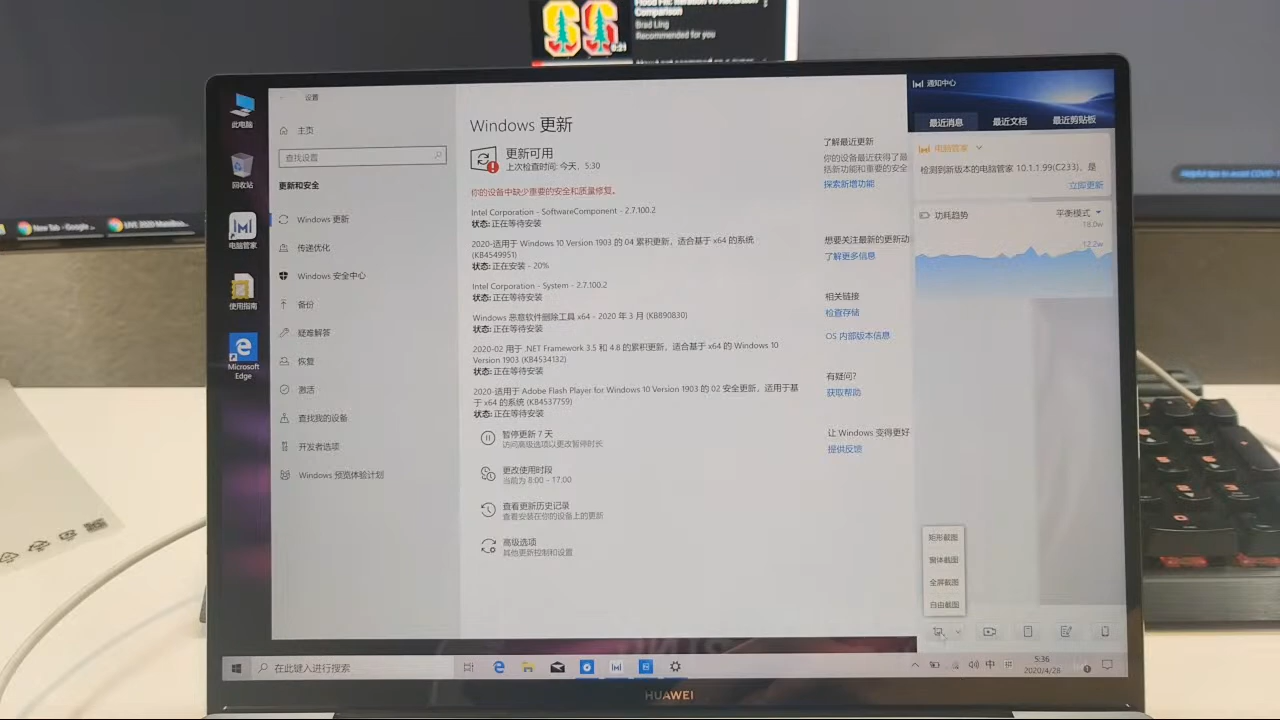 Comparison
Brad Ling
Recommended for you
0:21
New Tab - Google
此电脑
回收站
电脑管家
使用指南
Microsoft
Edge
设置
主页
查找设置
更新和安全
Windows 更新
传递优化
Windows 安全中心
备份
疑难解答
恢复
激活
查找我的设备
开发者选项
Windows 预览体验计划
Windows 更新
更新可用
上次检查时间: 今天，5:30
你的设备中缺少重要的安全和质量修复。
Intel Corporation - SoftwareComponent - 2.7.100.2
状态: 正在等待安装
2020-适用于 Windows 10 Version 1903 的 04 累积更新，适合基于 x64 的系统
(KB4549951)
状态: 正在安装 - 20%
Intel Corporation - System - 2.7.100.2
状态: 正在等待安装
Windows 恶意软件删除工具 x64 - 2020 年 3 月 (KB890830)
状态: 正在等待安装
2020-02 用于 .NET Framework 3.5 和 4.8 的累积更新，适合基于 x64 的 Windows 10
Version 1903 (KB4534132)
状态: 正在等待安装
2020-适用于 Adobe Flash Player for Windows 10 Version 1903 的 02 安全更新，适用于基
于 x64 的系统 (KB4537759)
状态: 正在等待安装
暂停更新 7 天
访问高级选项以更改暂停时长
更改使用时段
当前为 8:00 - 17:00
查看更新历史记录
查看安装在你的设备上的更新
高级选项
其他更新控制和设置
了解最近更新
你的设备最近获得了最
括新功能和重要的安全
探索新增功能
想要关注最新的更新动
了解更多信息
相关链接
检查存储
OS 内部版本信息
有疑问?
获取帮助
让 Windows 变得更好
提供反馈
通知中心
最近消息 最近文档 最近剪贴板
电脑管家
检测到新版本的电脑管家 10.1.1.99(C233)，是
立即更新
功耗趋势
平衡模式
18.0w
12.2w
矩形截图
窗体截图
全屏截图
自由截图
在此键入进行搜索
中
5:36
2020/4/28
HUAWEI